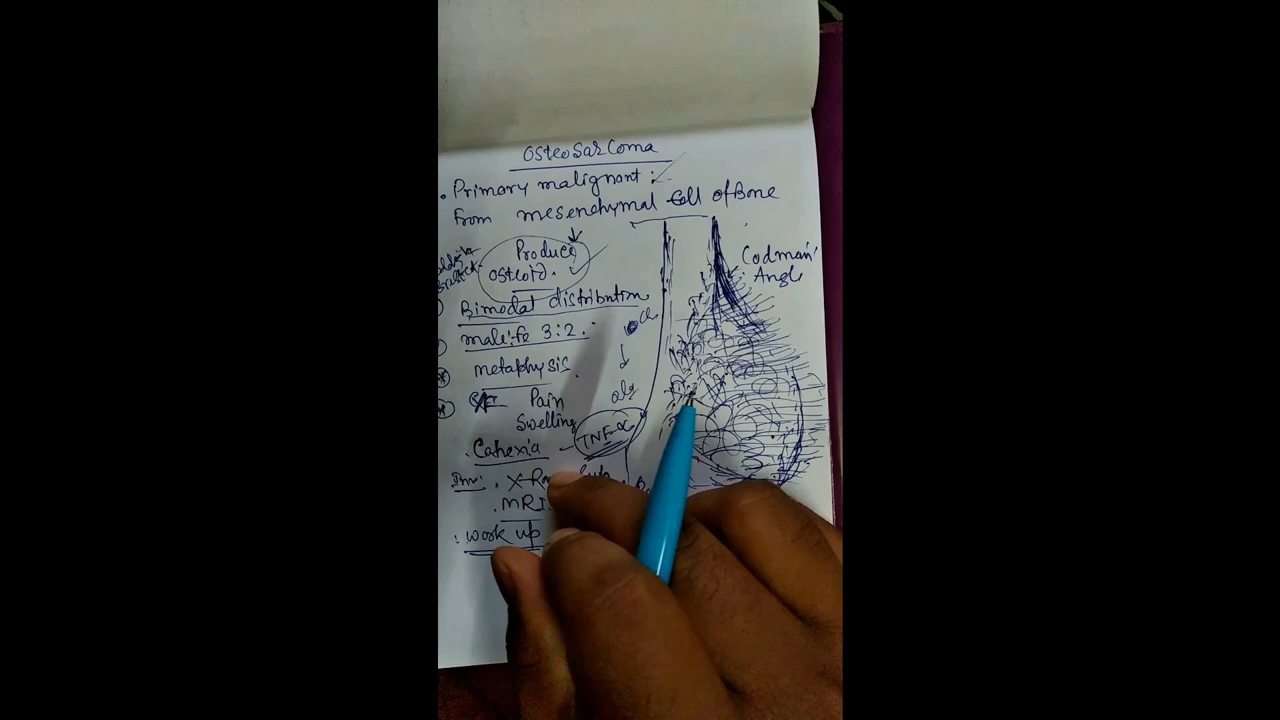 OsteoSarcoma
. Primary malignant :
From mesenchymal Cell of Bone
Produce
osteoid.
Codman'
Angle
Bimodal distribution
male:fe 3:2.
metaphysis.
Pain
Swelling
. Cahexia
TNF-α
. X-Ra
. MRI.
: work up